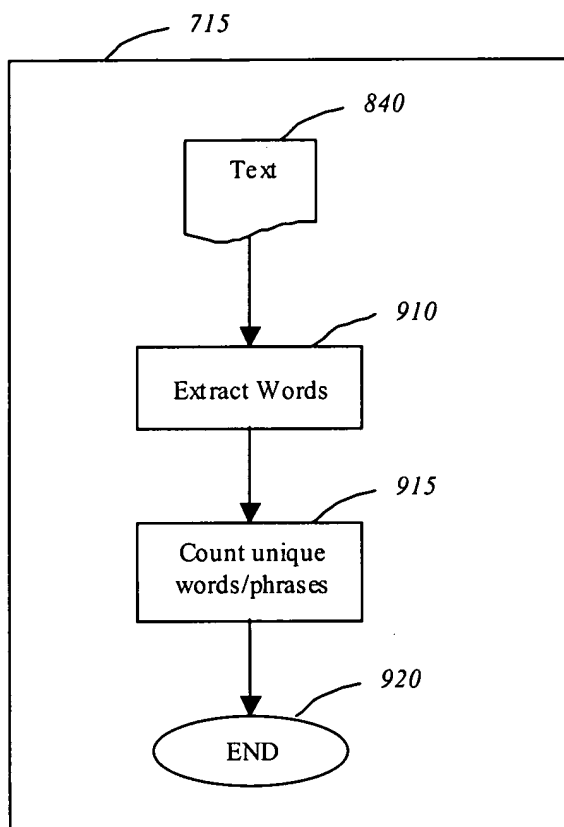 715
840
Text
910
Extract Words
915
Count unique
words/phrases
920
END